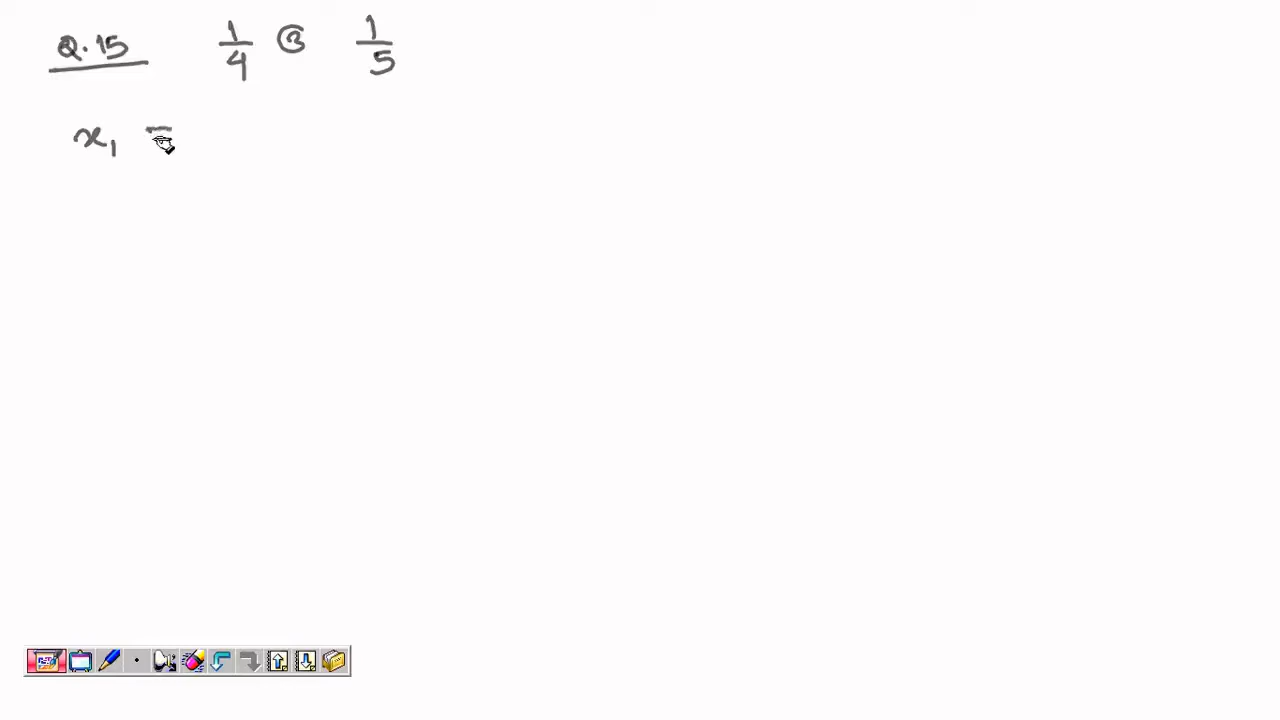 Q. 15 1/4 1/5
x₁ =